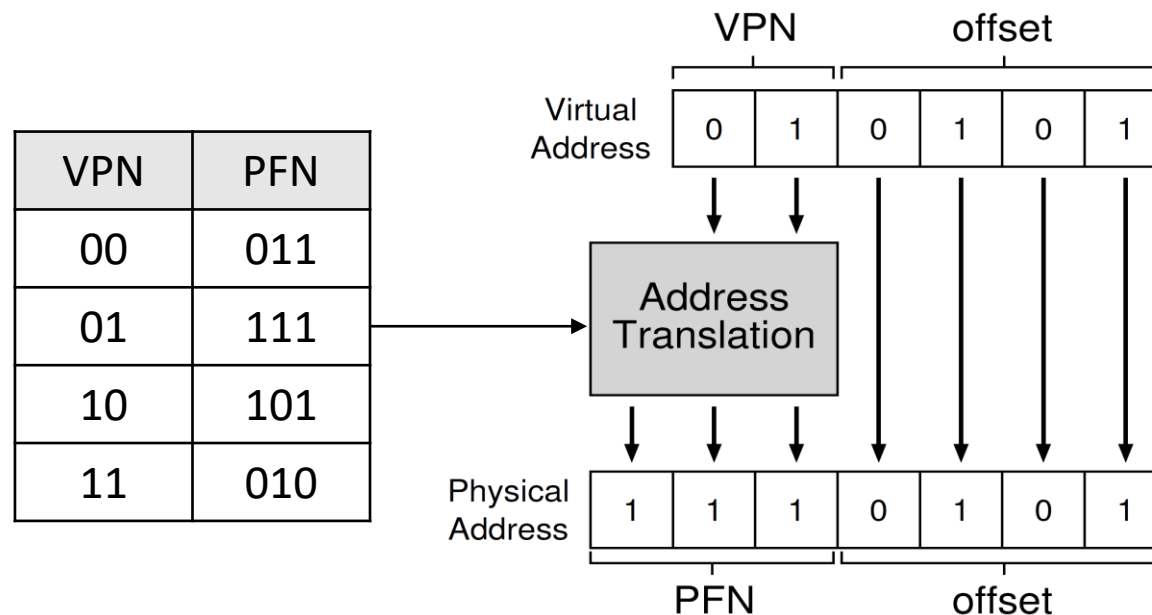 VPN offset
Virtual
Address
0 1 0 1 0 1
VPN PFN
00 011
01 111
10 101
11 010
Address
Translation
Physical
Address
1 1 1 0 1 0 1
PFN offset